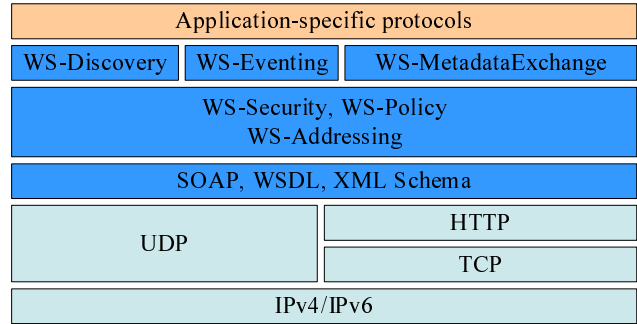 Application-specific protocols
WS-Discovery
WS-Eventing
WS-MetadataExchange
WS-Security, WS-Policy
WS-Addressing
SOAP, WSDL, XML Schema
UDP
HTTP
TCP
IPv4/IPv6